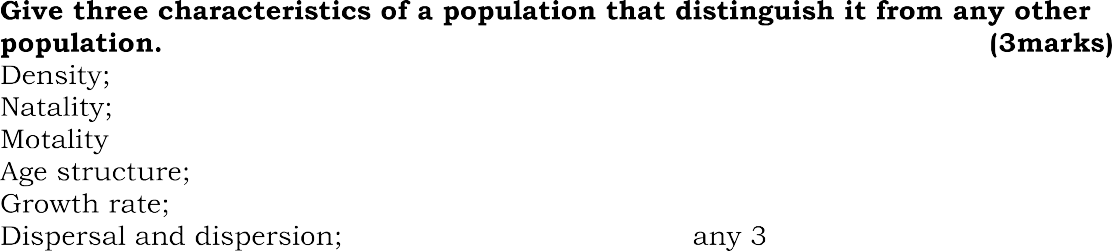 Give three characteristics of a population that distinguish it from any other
population. (3marks)
Density;
Natality;
Motality
Age structure;
Growth rate;
Dispersal and dispersion; any 3